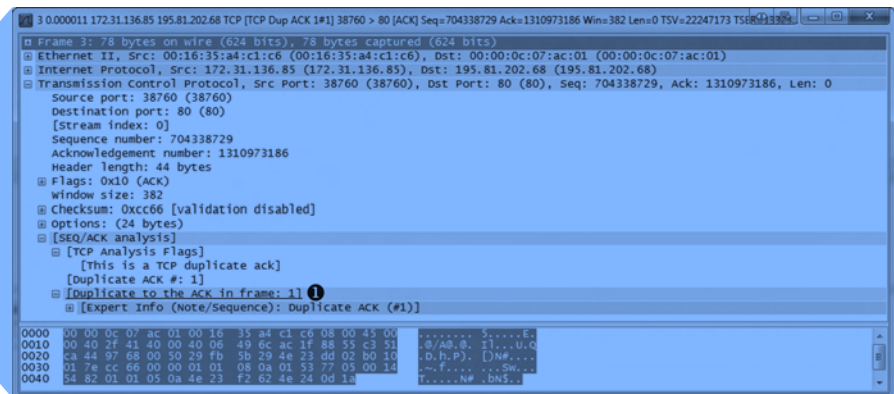 3 0.000011 172.31.136.85 195.81.202.68 TCP [TCP Dup ACK 1#1] 38760 > 80 [ACK] Seq=704338729 Ack=1310973186 Win=382 Len=0 TSV=22247173
Frame 3: 78 bytes on wire (624 bits), 78 bytes captured (624 bits)
Ethernet II, Src: 00:16:35:a4:c1:c6 (00:16:35:a4:c1:c6), Dst: 00:00:0c:07:ac:01 (00:00:0c:07:ac:01)
Internet Protocol, Src: 172.31.136.85 (172.31.136.85), Dst: 195.81.202.68 (195.81.202.68)
Transmission Control Protocol, Src Port: 38760 (38760), Dst Port: 80 (80), Seq: 704338729, Ack: 1310973186, Len: 0
Source port: 38760 (38760)
Destination port: 80 (80)
[Stream index: 0]
Sequence number: 704338729
Acknowledgement number: 1310973186
Header length: 44 bytes
Flags: 0x10 (ACK)
Window size: 382
Checksum: 0xcc66 [validation disabled]
Options: (24 bytes)
[SEQ/ACK analysis]
[TCP Analysis Flags]
[This is a TCP duplicate ack]
[Duplicate ACK #: 1]
[Duplicate to the ACK in frame: 1] 1
[Expert Info (Note/Sequence): Duplicate ACK (#1)]
0000 00 00 0c 07 ac 01 00 16 35 a4 c1 c6 08 00 45 00 ........ 5.....E.
0010 00 40 2f 41 40 00 40 06 49 6c ac 1f 88 55 c3 51 .@/A@.@. Il...U.Q
0020 ca 44 97 68 00 50 29 fb 5b 29 4e 23 dd 02 b0 10 .D.h.P). [)N#....
0030 01 7e cc 66 00 00 01 01 08 0a 01 53 77 05 00 14 .~.f.... ...Sw...
0040 54 82 01 01 05 0a 4e 23 f2 62 4e 24 0d 1a T.....N# .bN$..